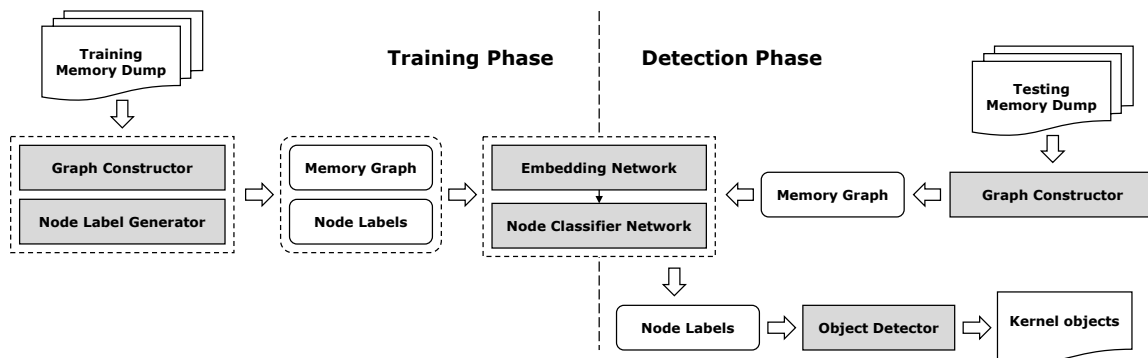 Training
Memory Dump
Training Phase
Detection Phase
Testing
Memory Dump
Graph Constructor
Node Label Generator
Memory Graph
Node Labels
Embedding Network
Node Classifier Network
Memory Graph
Graph Constructor
Node Labels
Object Detector
Kernel objects